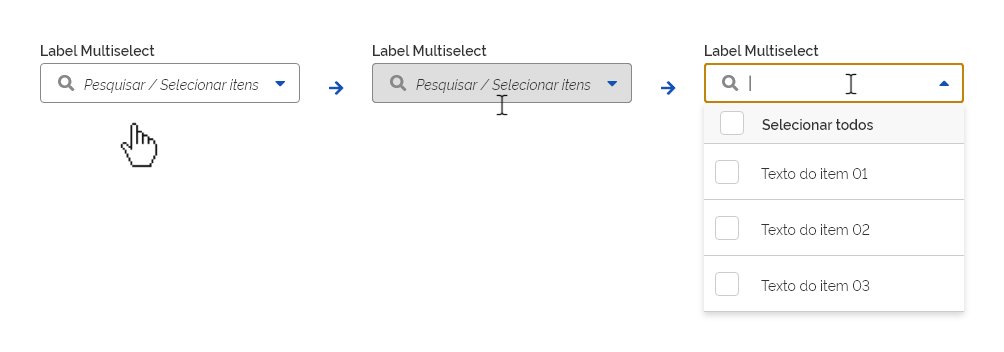 Label Multiselect
Pesquisar / Selecionar itens
Label Multiselect
Pesquisar / Selecionar itens
Label Multiselect
Selecionar todos
Texto do item 01
Texto do item 02
Texto do item 03